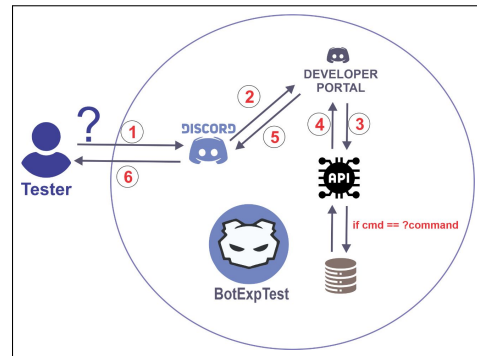 DEVELOPER
PORTAL
?
1
2
DISCORD
5
4
3
6
Tester
API
if cmd == ?command
BotExpTest